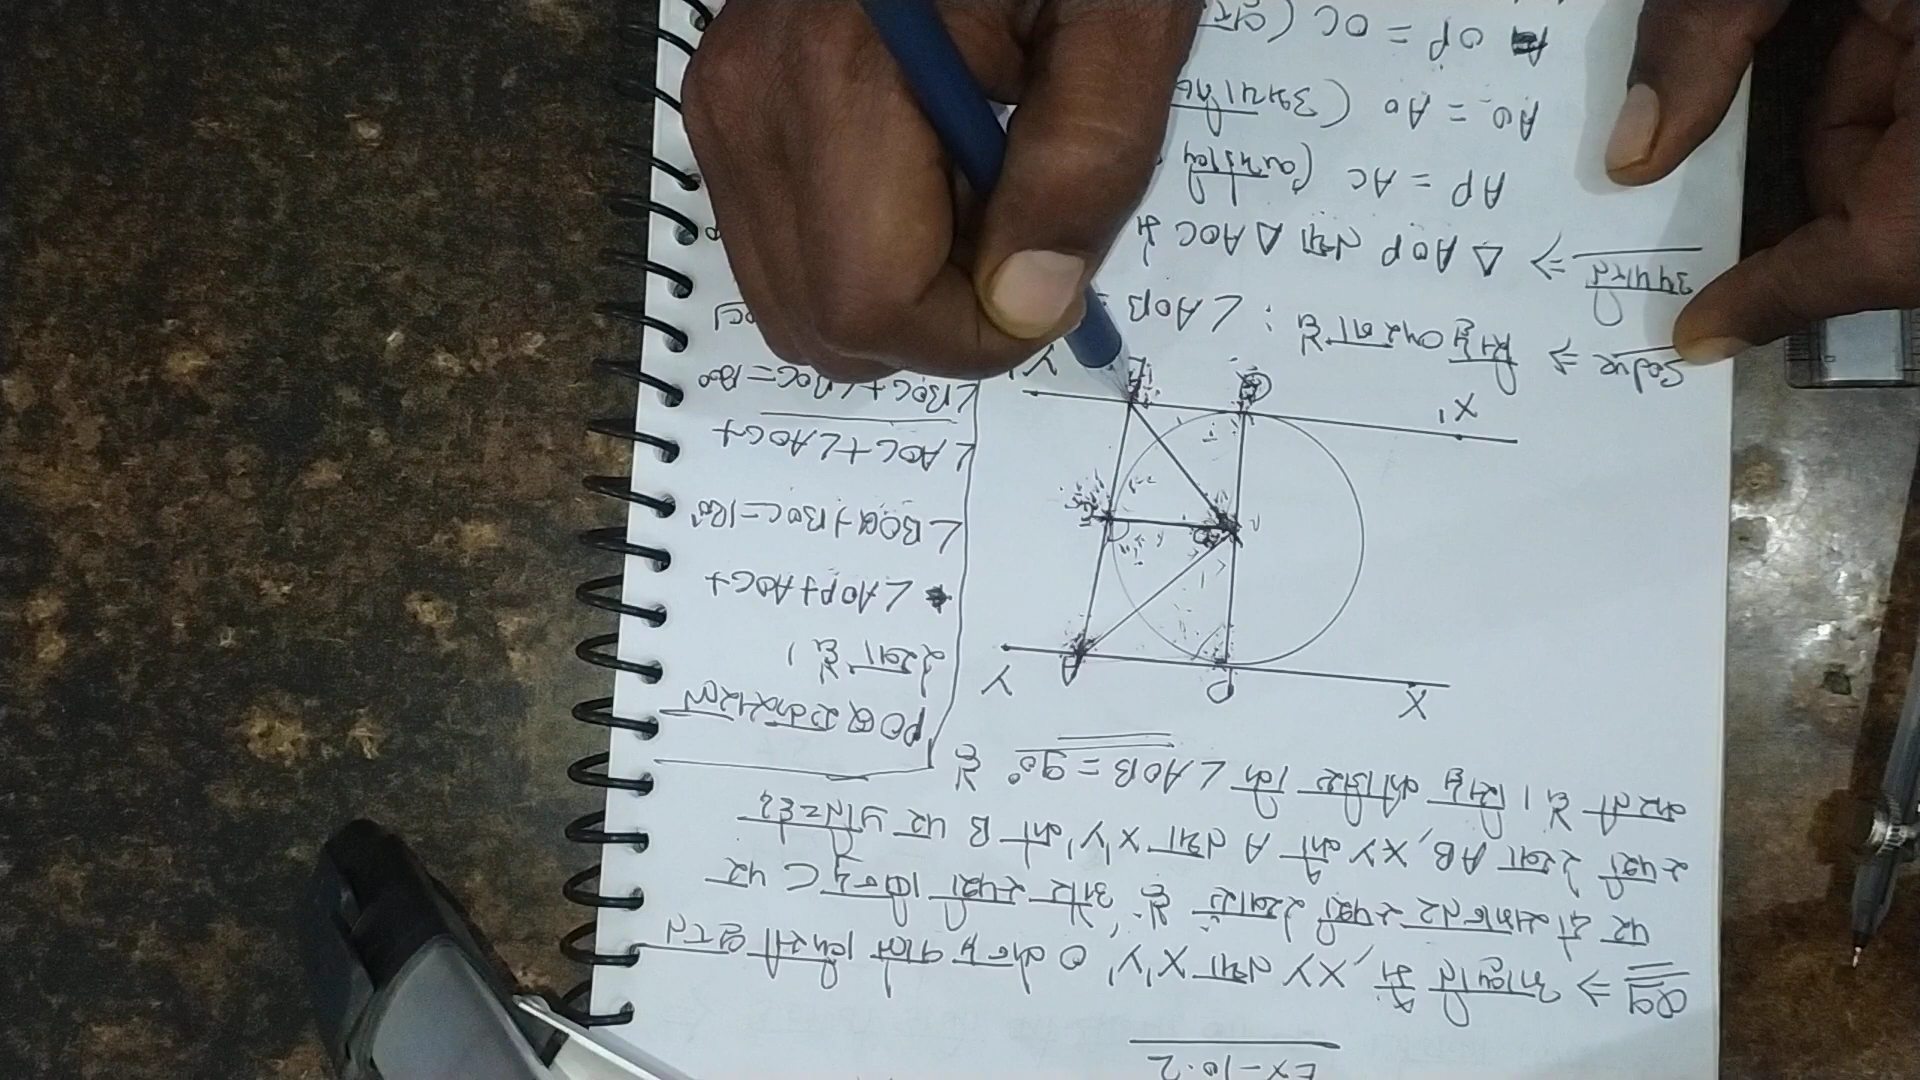 Ex-10.2
Q9 ⇒ आकृति में, XY तथा X'Y', O केन्द्र वाले किसी वृत्त
पर दो समांतर स्पर्श रेखाएँ हैं, और स्पर्श बिन्दु C पर
स्पर्श रेखा AB, XY को A तथा X'Y' को B पर प्रतिच्छेद
करती है। सिद्ध कीजिए कि ∠AOB = 90° है
X
P
A
Y
O
C
X'
Q
B
Y'
Solve ⇒ सिद्ध करना है : ∠AOB
उपपत्ति ⇒ △ AOP तथा △ AOC में
AP = AC (
AO = AO (
OP = OC (
POQ एक सरल
रेखा है।
∠AOP+AOC+
∠BOQ+BOC=180°
∠AOC+∠AOC+
∠BOC+∠BOC=180